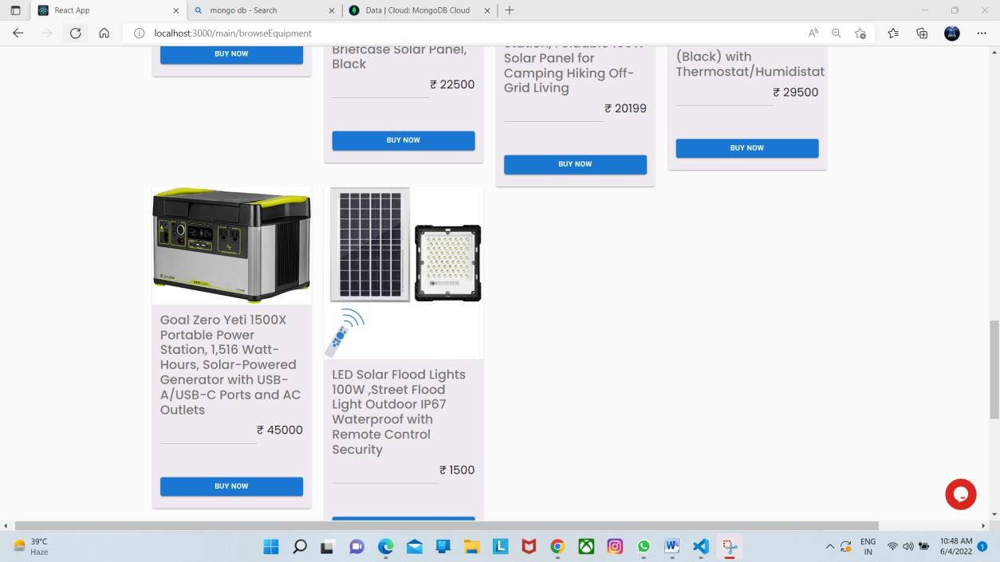 React App
mongo db - Search
Data | Cloud: MongoDB Cloud
localhost:3000/main/browseEquipment
BUY NOW
Briefcase Solar Panel,
Black
₹ 22500
BUY NOW
Solar Panel for
Camping Hiking Off-
Grid Living
₹ 20199
BUY NOW
(Black) with
Thermostat/Humidistat
₹ 29500
BUY NOW
Goal Zero Yeti 1500X
Portable Power
Station, 1,516 Watt-
Hours, Solar-Powered
Generator with USB-
A/USB-C Ports and AC
Outlets
₹ 45000
BUY NOW
LED Solar Flood Lights
100W ,Street Flood
Light Outdoor IP67
Waterproof with
Remote Control
Security
₹ 1500
39°C
Haze
ENG
IN
10:48 AM
6/4/2022
1